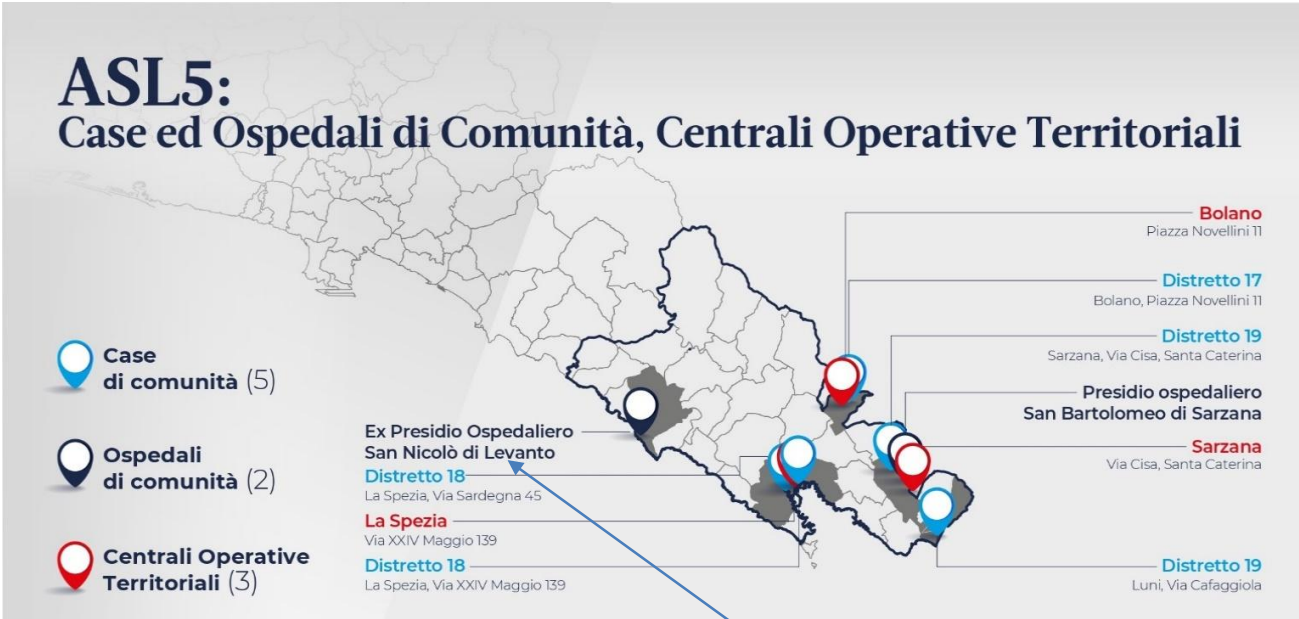 ASL5:
Case ed Ospedali di Comunità, Centrali Operative Territoriali
Case
di comunità (5)
Ospedali
di comunità (2)
Centrali Operative
Territoriali (3)
Ex Presidio Ospedaliero
San Nicolò di Levanto
Distretto 18
La Spezia, Via Sardegna 45
La Spezia
Via XXIV Maggio 139
Distretto 18
La Spezia, Via XXIV Maggio 139
Bolano
Piazza Novellini 11
Distretto 17
Bolano, Piazza Novellini 11
Distretto 19
Sarzana, Via Cisa, Santa Caterina
Presidio ospedaliero
San Bartolomeo di Sarzana
Sarzana
Via Cisa, Santa Caterina
Distretto 19
Luni, Via Cafaggiola